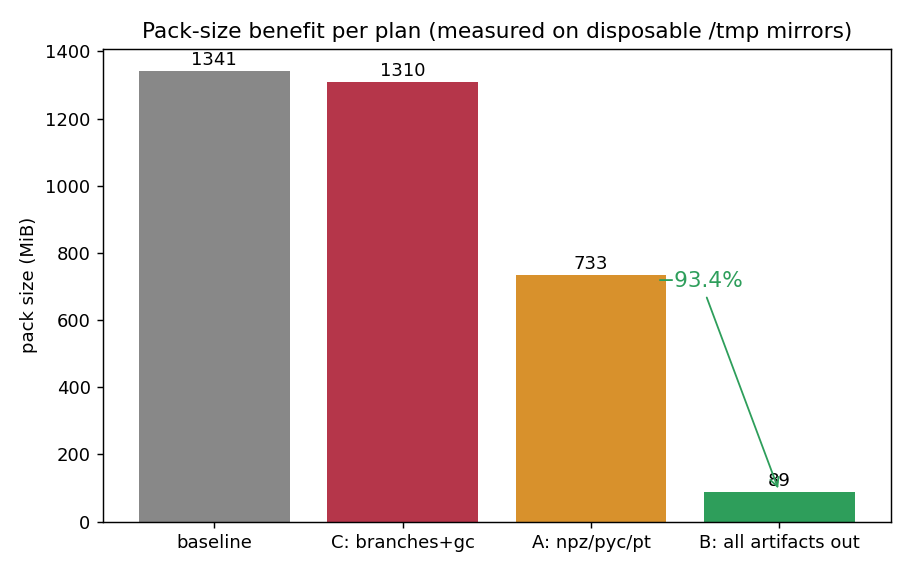 Pack-size benefit per plan (measured on disposable /tmp mirrors)
pack size (MiB)
1400
1200
1000
800
600
400
200
0
1341
1310
733
−93.4%
89
baseline
C: branches+gc
A: npz/pyc/pt
B: all artifacts out